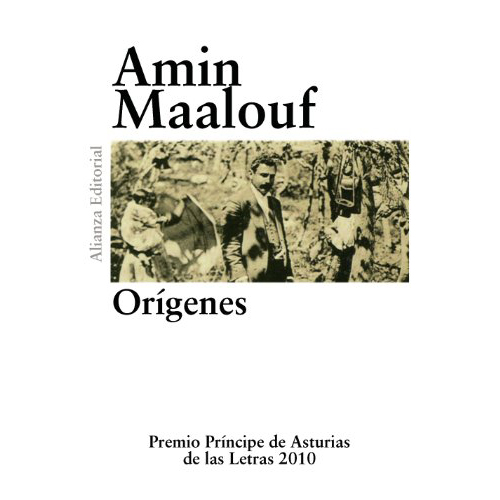 Amin
Maalouf
Alianza Editorial
Orígenes
Premio Príncipe de Asturias
de las Letras 2010